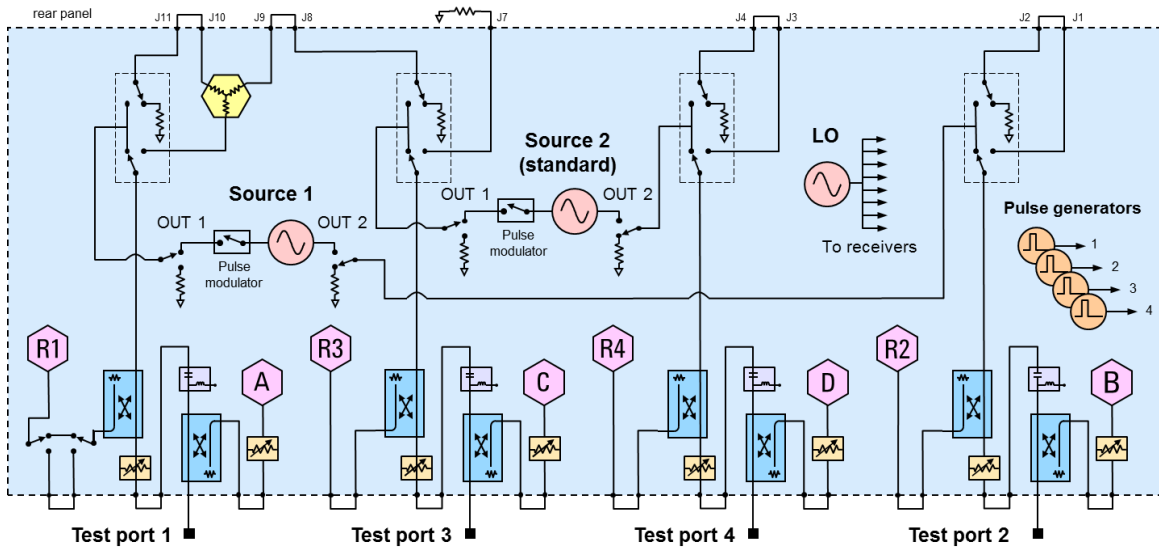 rear panel
J11 J10 J9 J8 J7 J4 J3 J2 J1
Source 2
(standard)
LO
Source 1
OUT 1
OUT 2
OUT 1
OUT 2
Pulse
modulator
Pulse
modulator
To receivers
Pulse generators
1
2
3
4
R1
A
R3
C
R4
D
R2
B
Test port 1
Test port 3
Test port 4
Test port 2